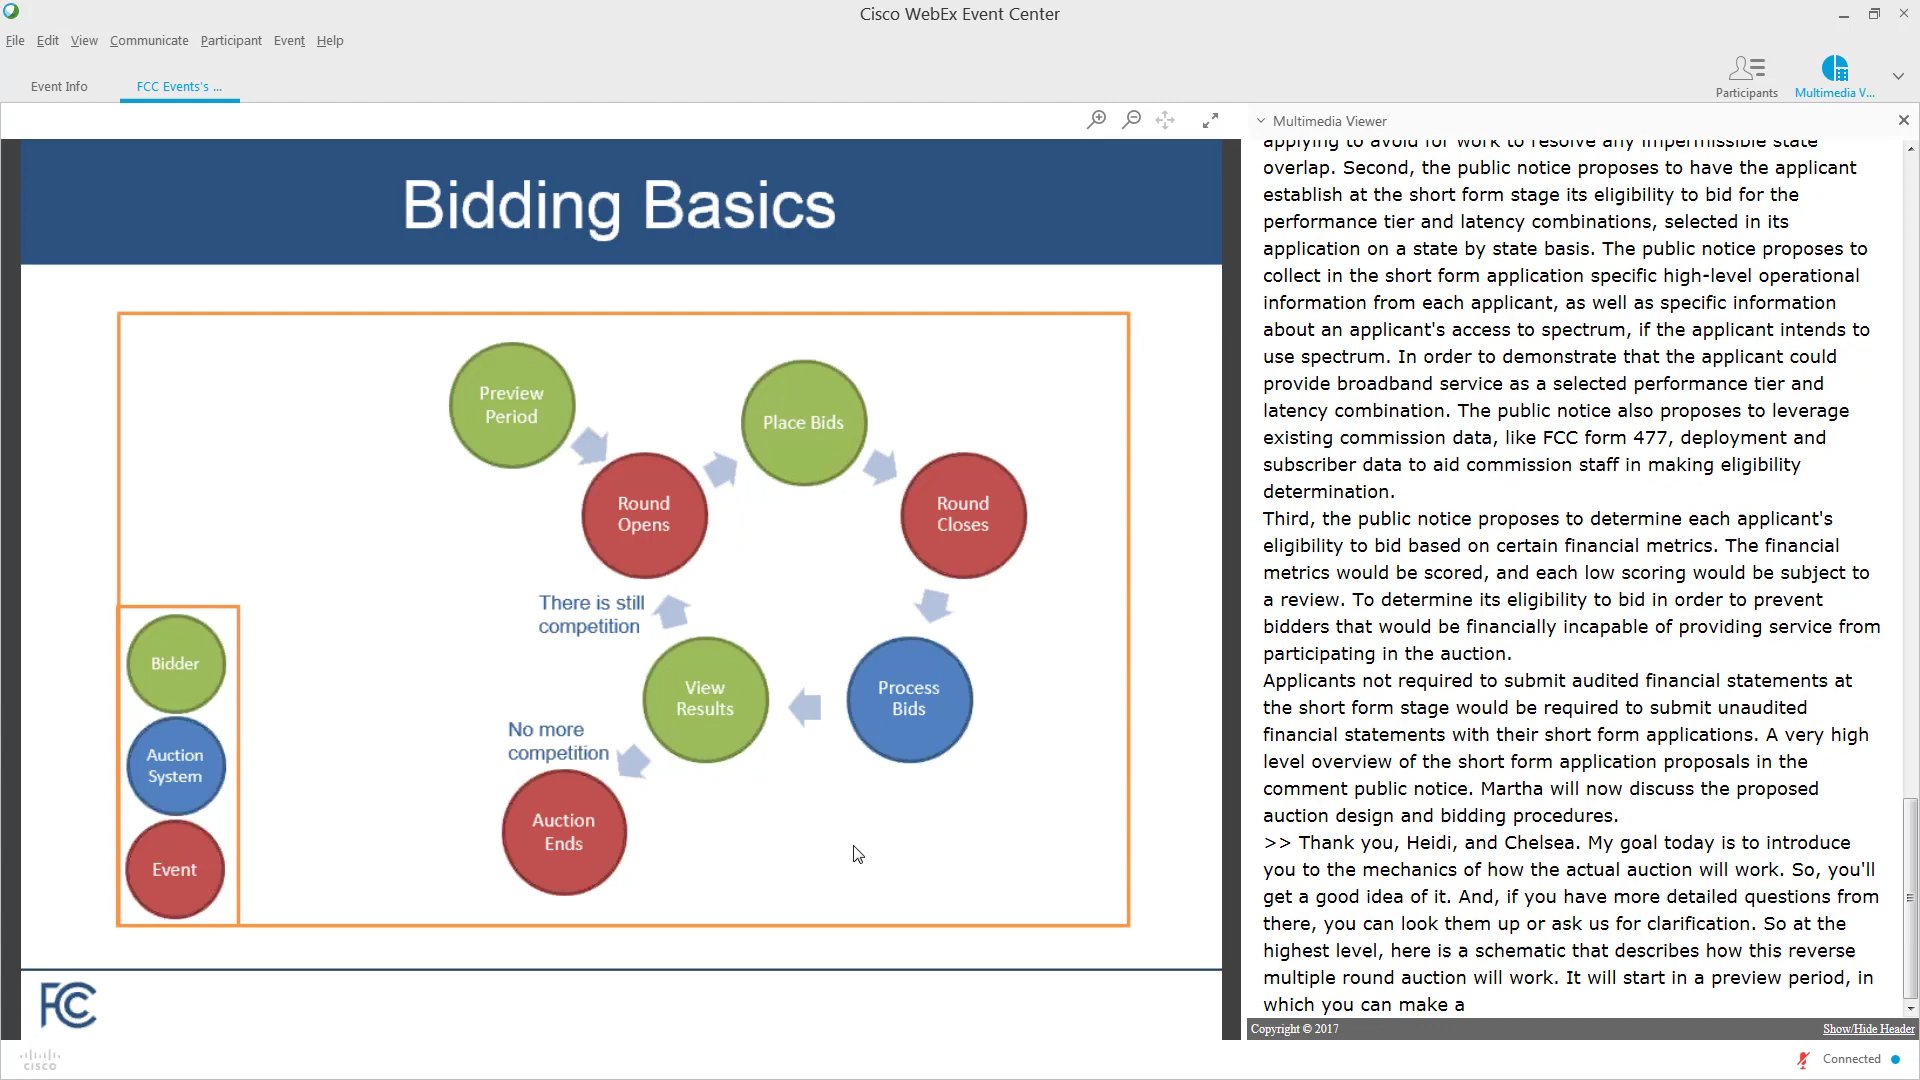 Cisco WebEx Event Center
File Edit View Communicate Participant Event Help
Event Info FCC Events's ...
Participants Multimedia V...
Bidding Basics
Preview
Period
Place Bids
Round
Opens
Round
Closes
There is still
competition
View
Results
Process
Bids
No more
competition
Auction
Ends
Bidder
Auction
System
Event
FCC
cisco
Multimedia Viewer
applying to avoid for work to resolve any impermissible state
overlap. Second, the public notice proposes to have the applicant
establish at the short form stage its eligibility to bid for the
performance tier and latency combinations, selected in its
application on a state by state basis. The public notice proposes to
collect in the short form application specific high-level operational
information from each applicant, as well as specific information
about an applicant's access to spectrum, if the applicant intends to
use spectrum. In order to demonstrate that the applicant could
provide broadband service as a selected performance tier and
latency combination. The public notice also proposes to leverage
existing commission data, like FCC form 477, deployment and
subscriber data to aid commission staff in making eligibility
determination.
Third, the public notice proposes to determine each applicant's
eligibility to bid based on certain financial metrics. The financial
metrics would be scored, and each low scoring would be subject to
a review. To determine its eligibility to bid in order to prevent
bidders that would be financially incapable of providing service from
participating in the auction.
Applicants not required to submit audited financial statements at
the short form stage would be required to submit unaudited
financial statements with their short form applications. A very high
level overview of the short form application proposals in the
comment public notice. Martha will now discuss the proposed
auction design and bidding procedures.
>> Thank you, Heidi, and Chelsea. My goal today is to introduce
you to the mechanics of how the actual auction will work. So, you'll
get a good idea of it. And, if you have more detailed questions from
there, you can look them up or ask us for clarification. So at the
highest level, here is a schematic that describes how this reverse
multiple round auction will work. It will start in a preview period, in
which you can make a
Copyright © 2017 Show/Hide Header
Connected